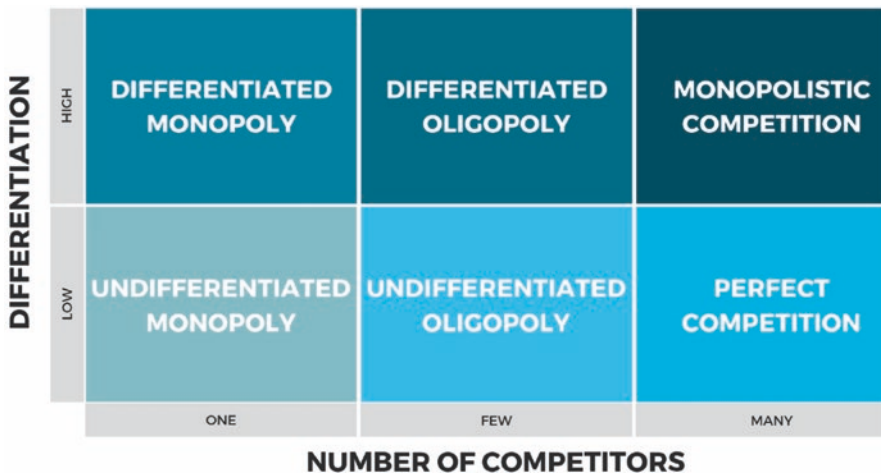 DIFFERENTIATION
HIGH
DIFFERENTIATED
MONOPOLY
DIFFERENTIATED
OLIGOPOLY
MONOPOLISTIC
COMPETITION
LOW
UNDIFFERENTIATED
MONOPOLY
UNDIFFERENTIATED
OLIGOPOLY
PERFECT
COMPETITION
ONE
FEW
MANY
NUMBER OF COMPETITORS